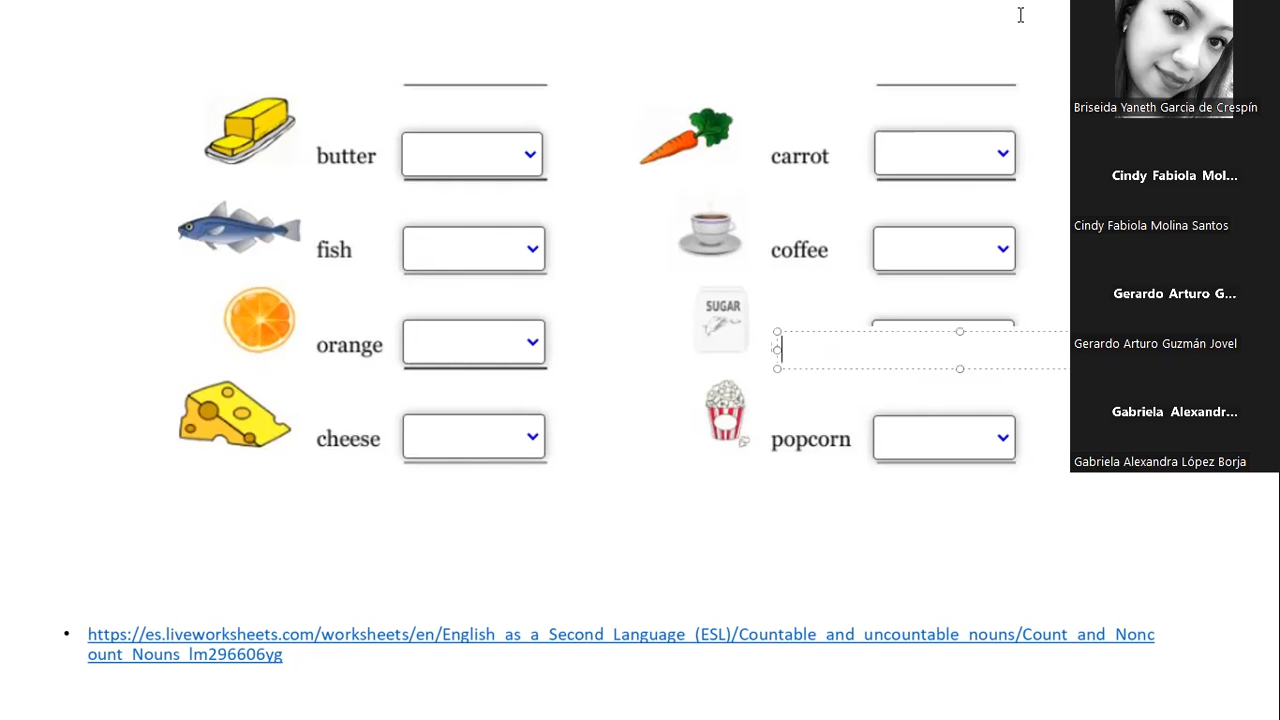 butter
carrot
fish
coffee
SUGAR
orange
cheese
popcorn
• https://es.liveworksheets.com/worksheets/en/English_as_a_Second_Language_(ESL)/Countable_and_uncountable_nouns/Count_and_Nonc
ount_Nouns_lm296606yg
Briseida Yaneth Garcia de Crespín
Cindy Fabiola Mol...
Cindy Fabiola Molina Santos
Gerardo Arturo G...
Gerardo Arturo Guzmán Jovel
Gabriela Alexandr...
Gabriela Alexandra López Borja